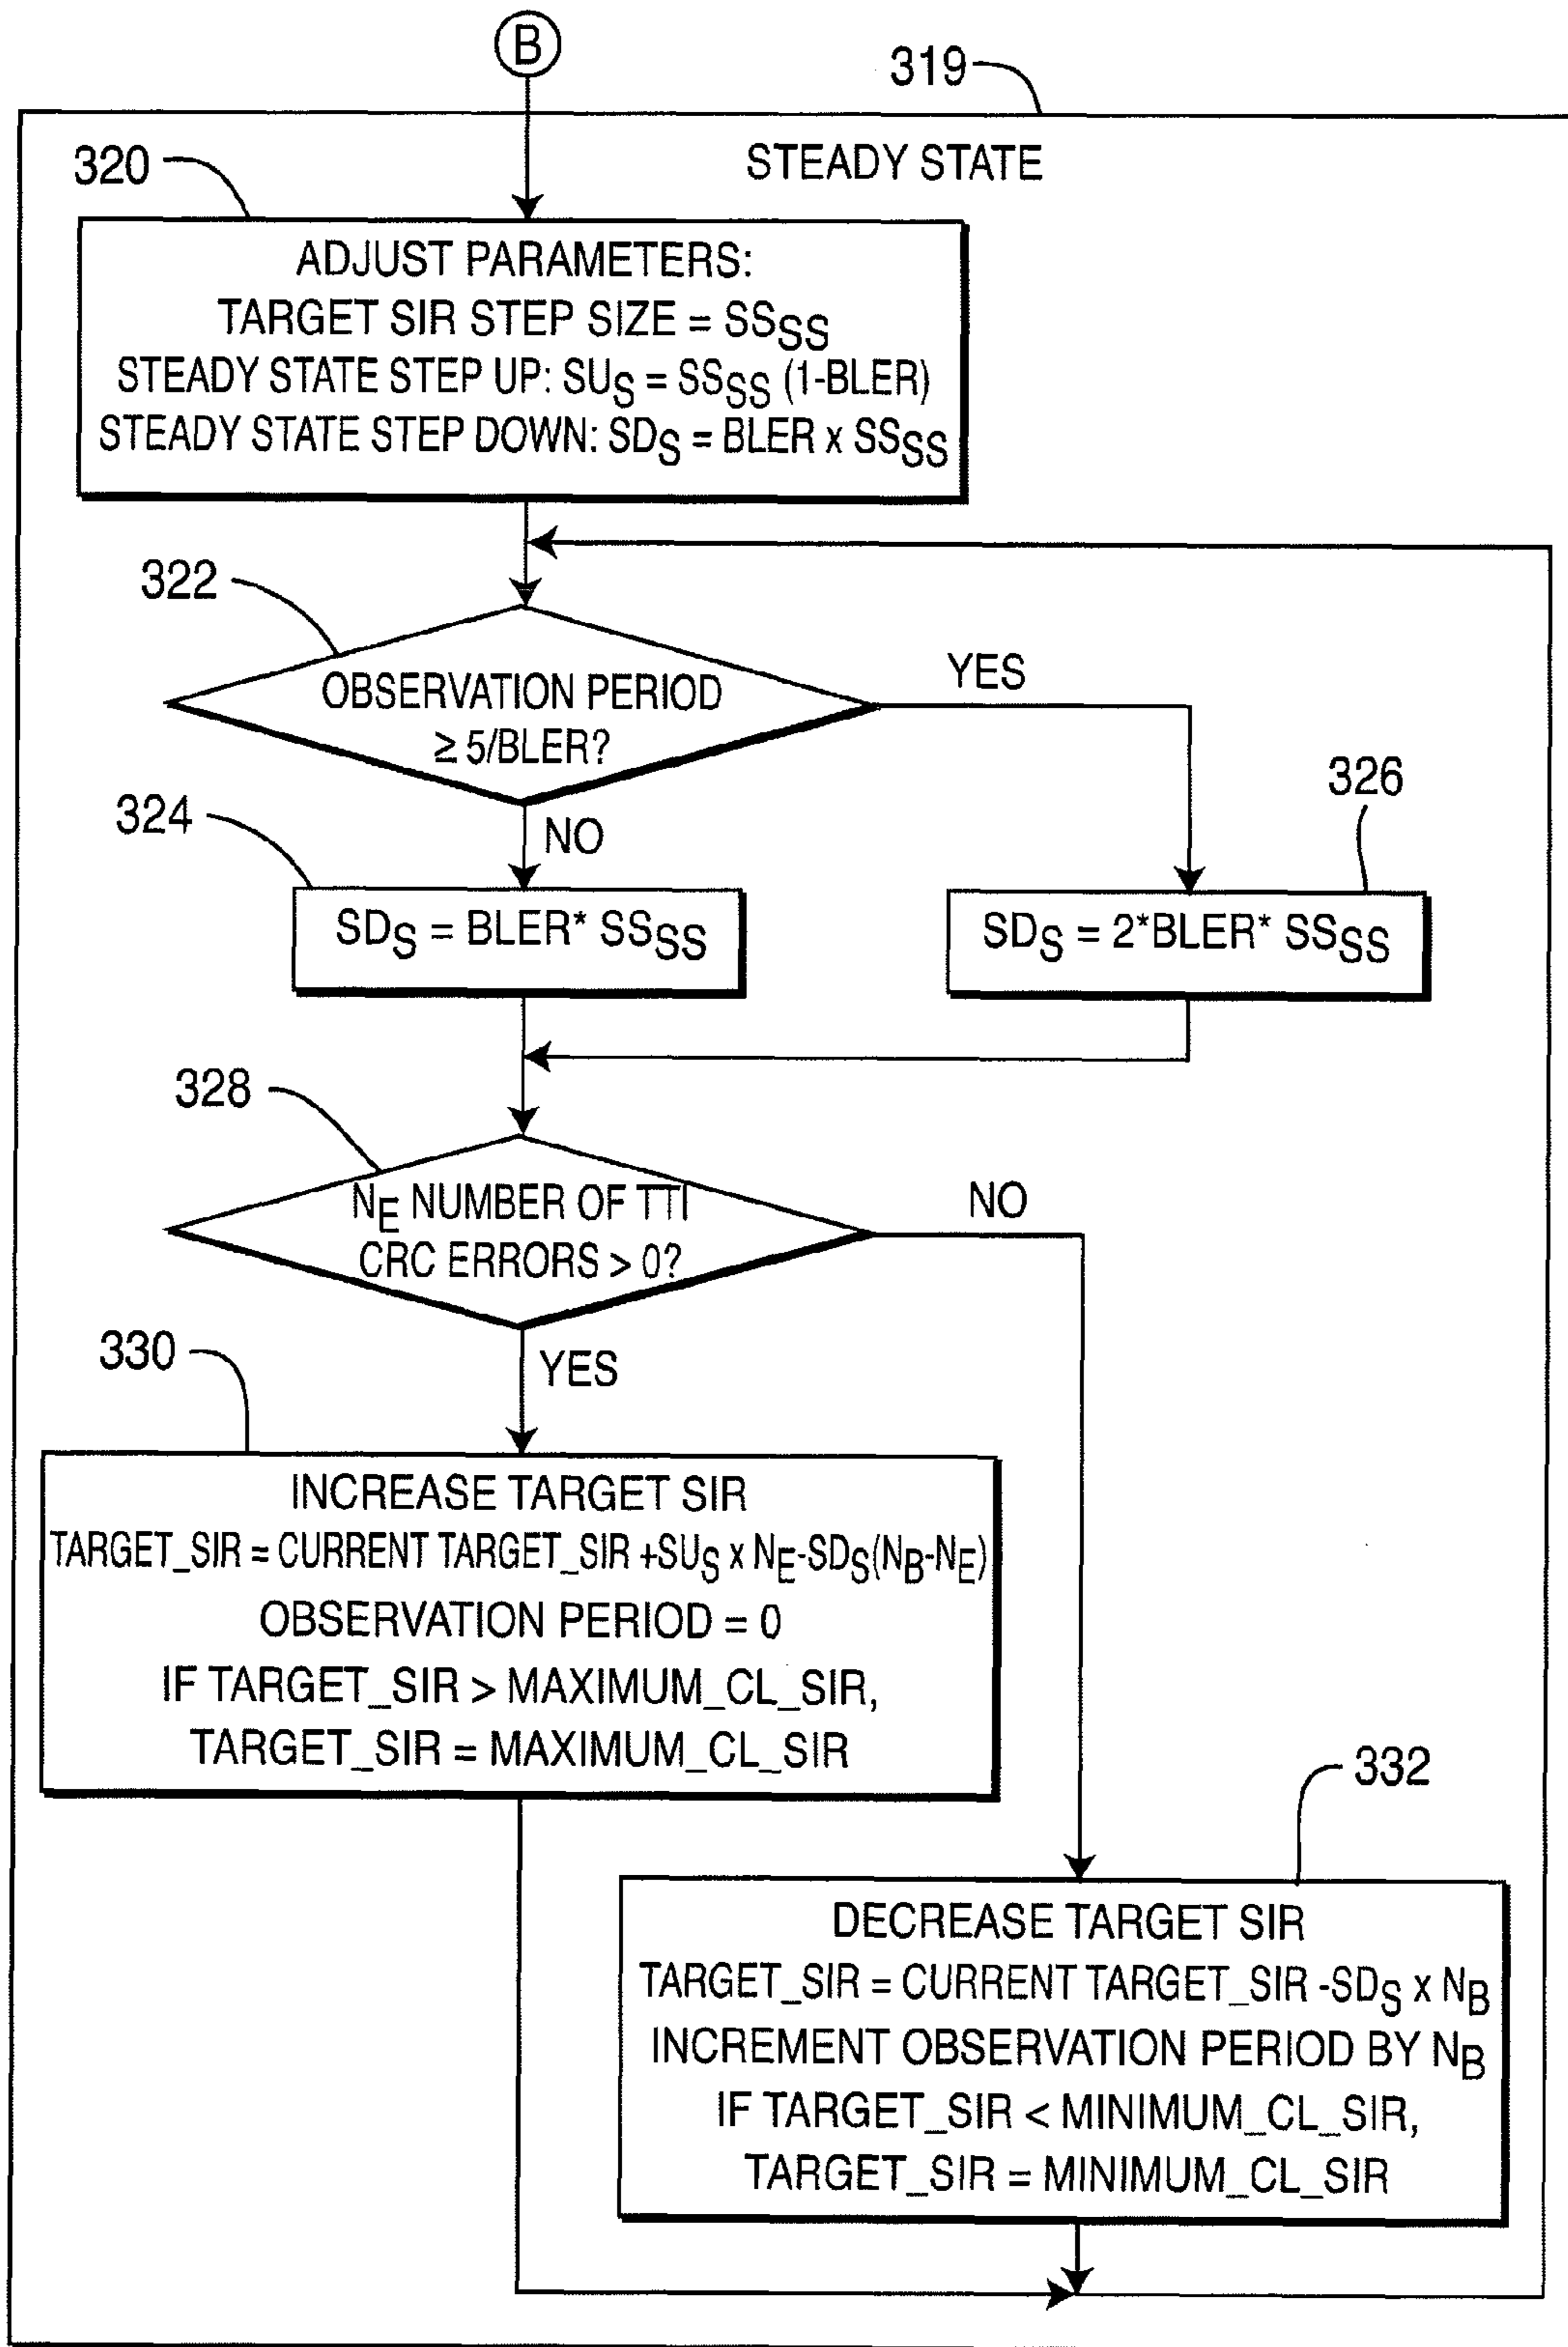 B
319
STEADY STATE
320
ADJUST PARAMETERS:
TARGET SIR STEP SIZE = SSSS
STEADY STATE STEP UP: SUS = SSSS (1-BLER)
STEADY STATE STEP DOWN: SDS = BLER x SSSS
322
OBSERVATION PERIOD
≥ 5/BLER?
YES
324
NO
326
SDS = BLER* SSSS
SDS = 2*BLER* SSSS
328
NE NUMBER OF TTI
CRC ERRORS > 0?
NO
330
YES
INCREASE TARGET SIR
TARGET_SIR = CURRENT TARGET_SIR +SUS x NE-SDS(NB-NE)
OBSERVATION PERIOD = 0
IF TARGET_SIR > MAXIMUM_CL_SIR,
TARGET_SIR = MAXIMUM_CL_SIR
332
DECREASE TARGET SIR
TARGET_SIR = CURRENT TARGET_SIR -SDS x NB
INCREMENT OBSERVATION PERIOD BY NB
IF TARGET_SIR < MINIMUM_CL_SIR,
TARGET_SIR = MINIMUM_CL_SIR